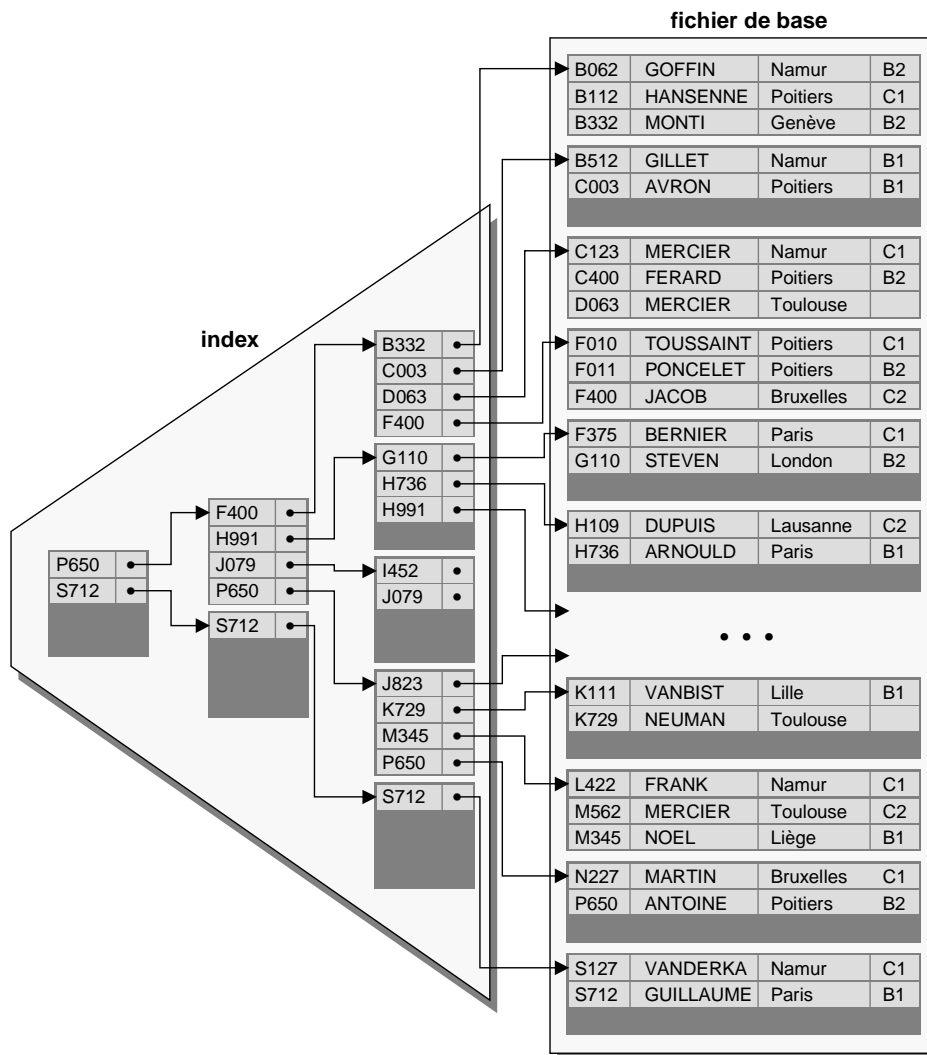 fichier de base
B062 GOFFIN Namur B2
B112 HANSENNE Poitiers C1
B332 MONTI Genève B2
B512 GILLET Namur B1
C003 AVRON Poitiers B1
C123 MERCIER Namur C1
C400 FERARD Poitiers B2
D063 MERCIER Toulouse
F010 TOUSSAINT Poitiers C1
F011 PONCELET Poitiers B2
F400 JACOB Bruxelles C2
F375 BERNIER Paris C1
G110 STEVEN London B2
H109 DUPUIS Lausanne C2
H736 ARNOULD Paris B1
• • •
K111 VANBIST Lille B1
K729 NEUMAN Toulouse
L422 FRANK Namur C1
M562 MERCIER Toulouse C2
M345 NOEL Liège B1
N227 MARTIN Bruxelles C1
P650 ANTOINE Poitiers B2
S127 VANDERKA Namur C1
S712 GUILLAUME Paris B1
index
P650
S712
F400
H991
J079
P650
S712
B332
C003
D063
F400
G110
H736
H991
I452
J079
J823
K729
M345
P650
S712